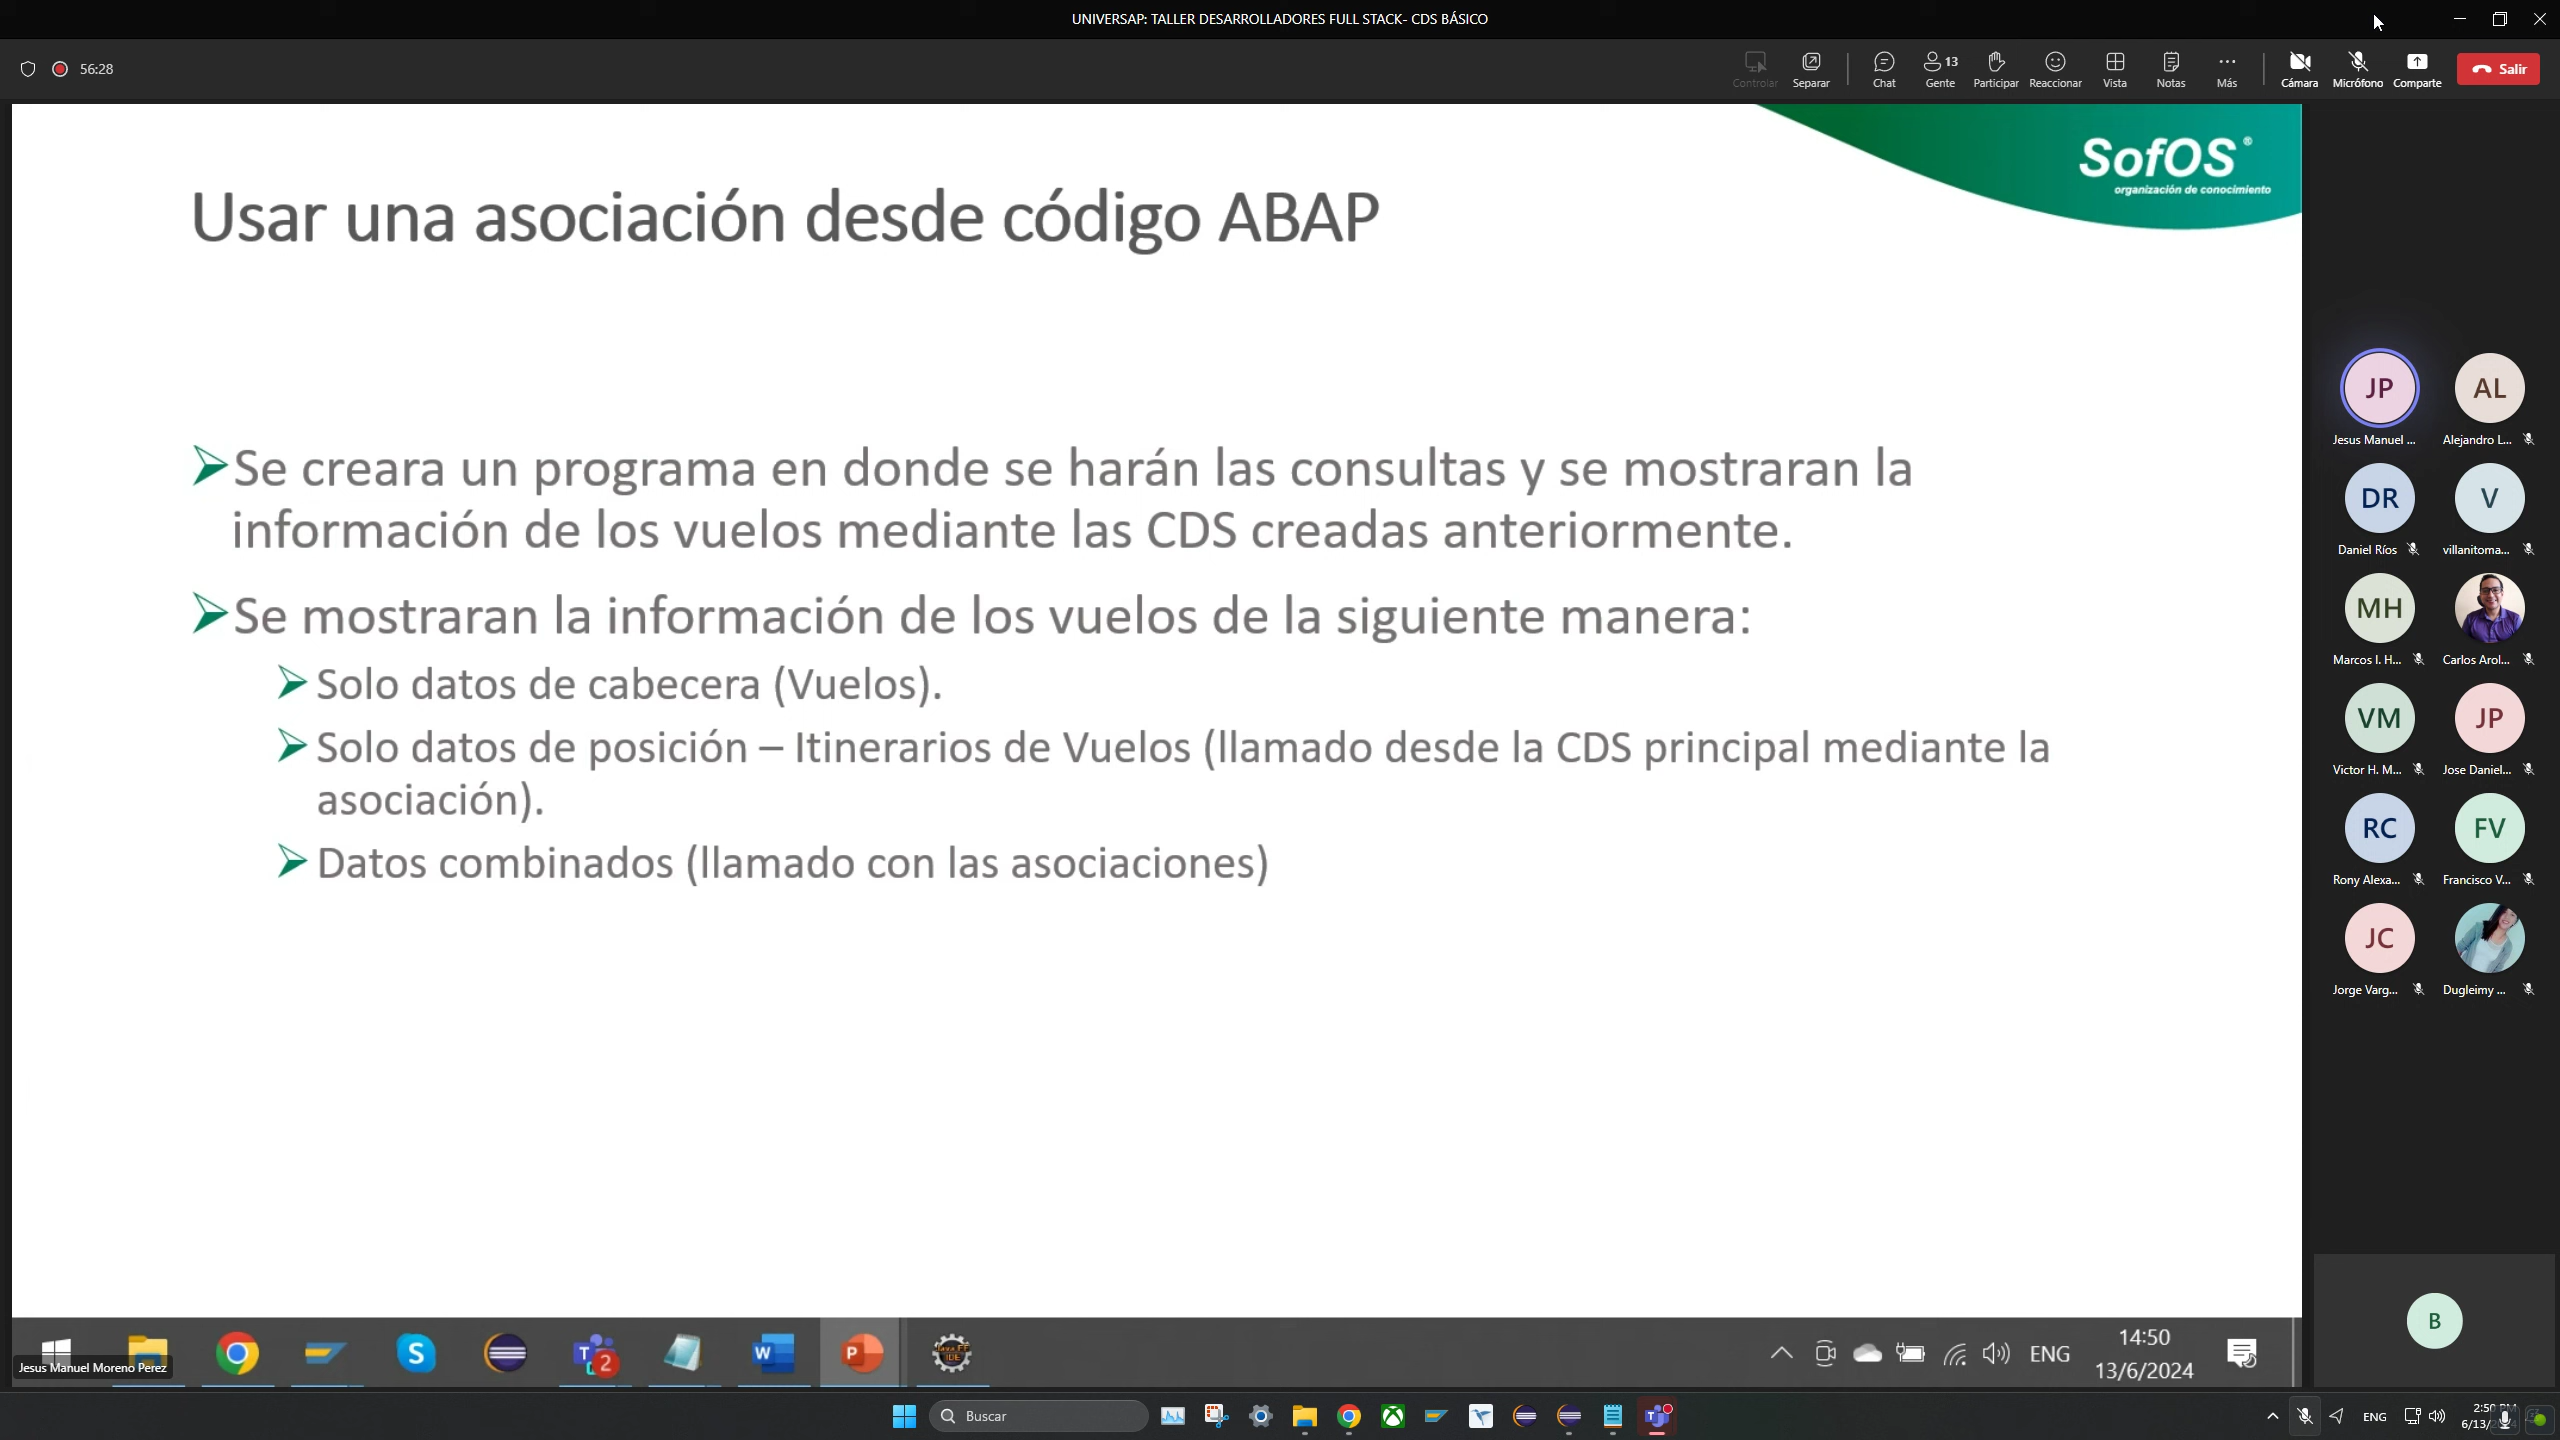 UNIVERSAP: TALLER DESARROLLADORES FULL STACK- CDS BÁSICO
56:28
Controlar
Separar
Chat
13
Gente
Participar
Reaccionar
Vista
Notas
Más
Cámara
Micrófono
Comparte
Salir
SofOS®
organización de conocimiento
Usar una asociación desde código ABAP
Se creara un programa en donde se harán las consultas y se mostraran la
información de los vuelos mediante las CDS creadas anteriormente.
Se mostraran la información de los vuelos de la siguiente manera:
Solo datos de cabecera (Vuelos).
Solo datos de posición – Itinerarios de Vuelos (llamado desde la CDS principal mediante la
asociación).
Datos combinados (llamado con las asociaciones)
JP
AL
Jesus Manuel ...
Alejandro L...
DR
V
Daniel Ríos
villanitoma...
MH
Marcos I. H...
Carlos Arol...
VM
JP
Victor H. M...
Jose Daniel...
RC
FV
Rony Alexa...
Francisco V...
JC
Jorge Varg...
Dugleimy ...
B
Jesus Manuel Moreno Perez
S
T
2
W
P
Java FF
IDE
ENG
14:50
13/6/2024
Buscar
ENG
2:50 PM
6/13/